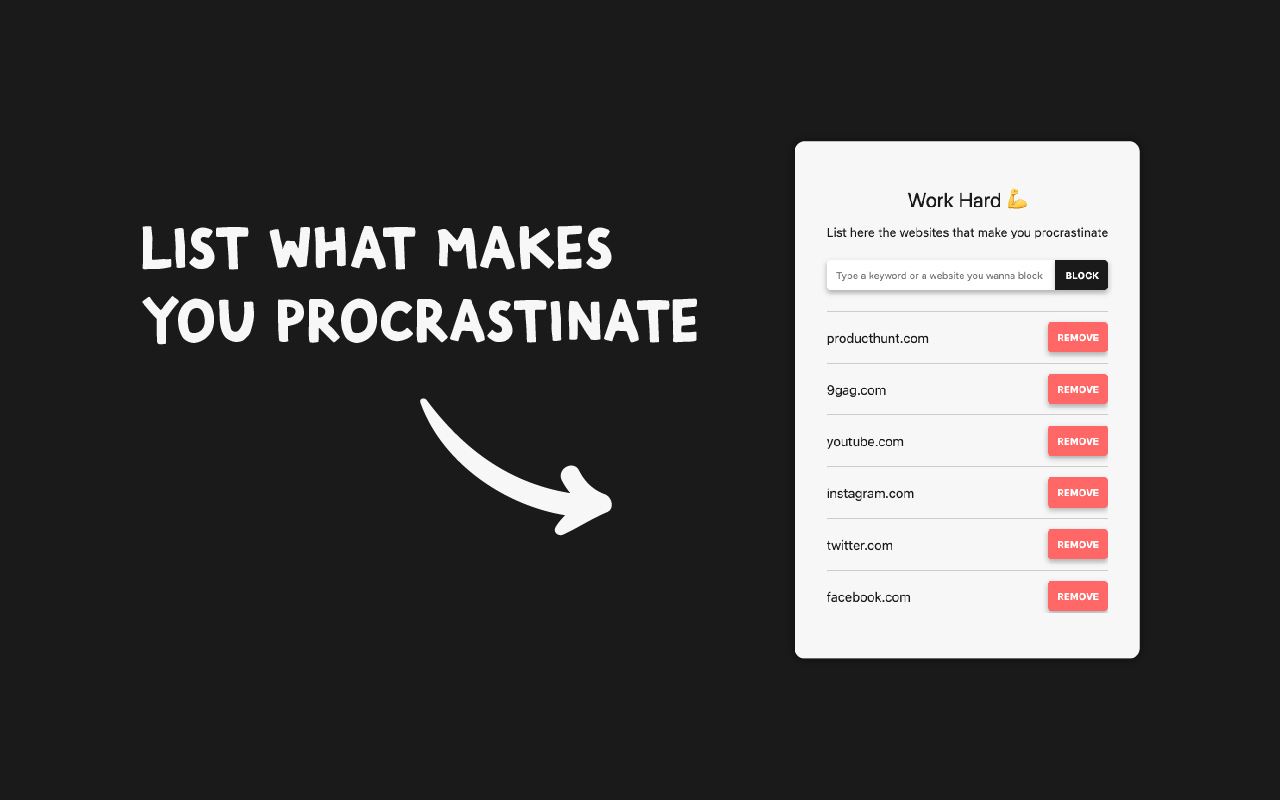 LIST WHAT MAKES
YOU PROCRASTINATE
Work Hard 💪
List here the websites that make you procrastinate
Type a keyword or a website you wanna block
BLOCK
producthunt.com
REMOVE
9gag.com
REMOVE
youtube.com
REMOVE
instagram.com
REMOVE
twitter.com
REMOVE
facebook.com
REMOVE